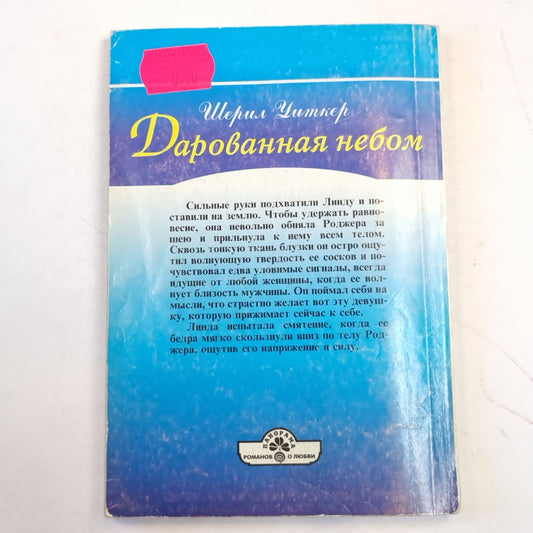 Шерил Уиткер
Дарованная небом
Сильные руки подхватили Линду и по-
ставили на землю. Чтобы удержать равно-
весие, она невольно обняла Роджера за
шею и прильнула к нему всем телом.
Сквозь тонкую ткань блузки он остро ощу-
тил волнующую твердость ее сосков и по-
чувствовал едва уловимые сигналы, всегда
идущие от любой женщины, когда ее вол-
нует близость мужчины. Он поймал себя на
мысли, что страстно желает вот эту девуш-
ку, которую прижимает сейчас к себе.
Линда испытала смятение, когда ее
бедра мягко скользнули вниз по телу Род-
жера, ощутив его напряжение и силу.
ПАНОРАМА
РОМАНОВ О ЛЮБВИ